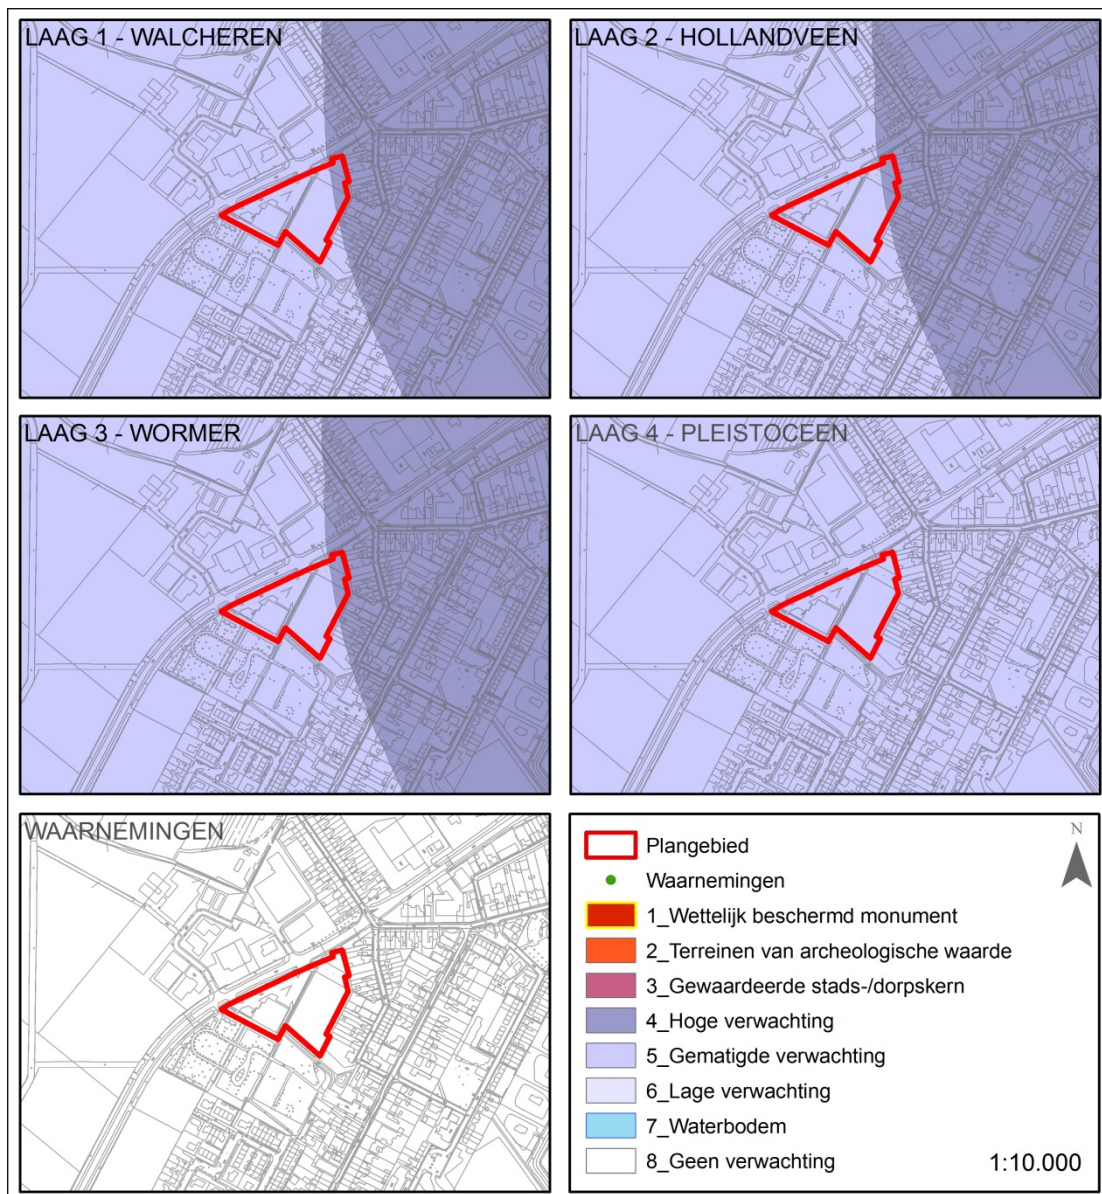 LAAG 1 - WALCHEREN
LAAG 2 - HOLLANDVEEN
LAAG 3 - WORMER
LAAG 4 - PLEISTOCEEN
WAARNEMINGEN
N
Plangebied
Waarnemingen
1_Wettelijk beschermd monument
2_Terreinen van archeologische waarde
3_Gewaardeerde stads-/dorpskern
4_Hoge verwachting
5_Gematigde verwachting
6_Lage verwachting
7_Waterbodem
8_Geen verwachting
1:10.000